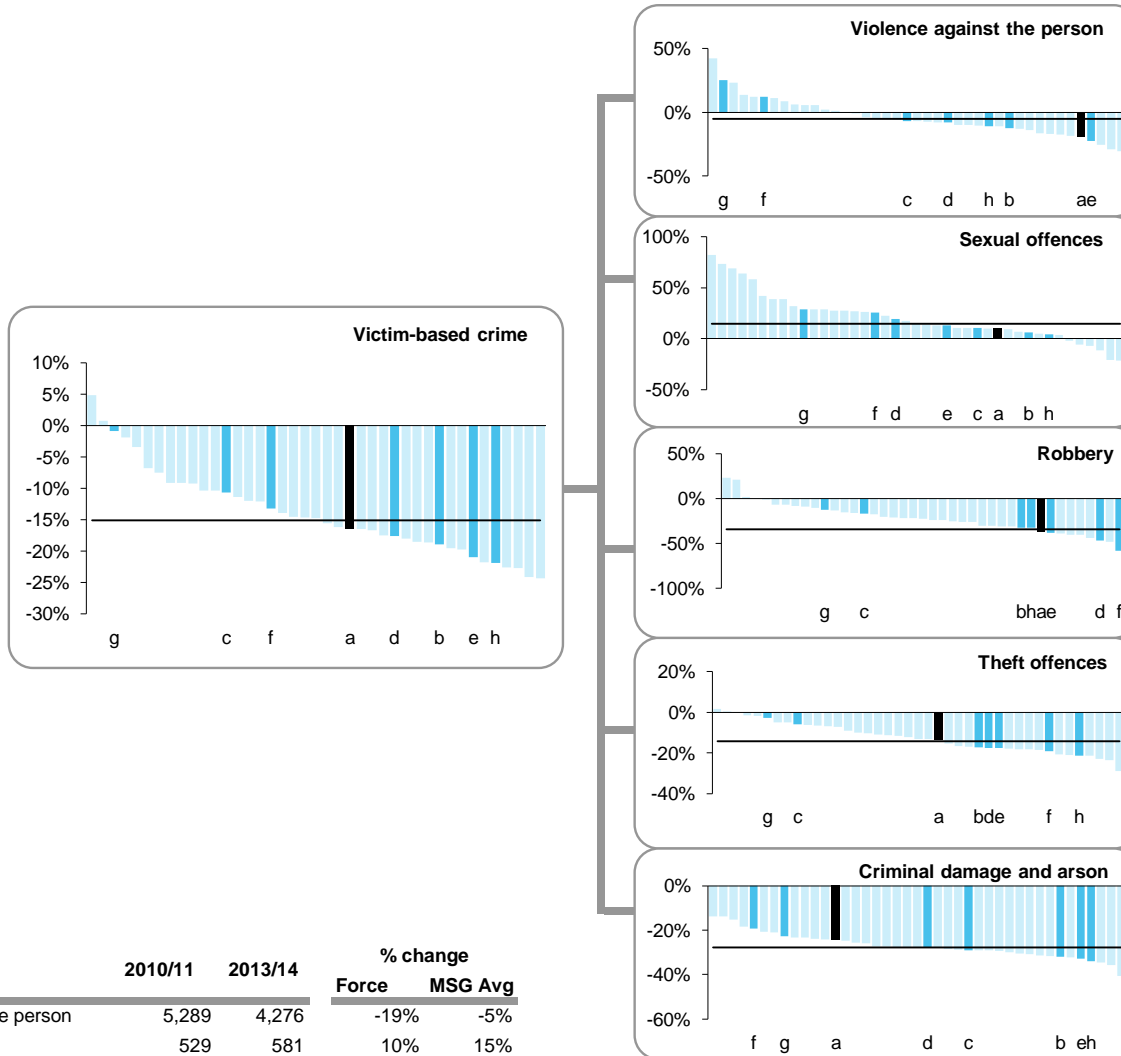 Violence against the person
50%
0%
-50%
g f c d h b ae
Sexual offences
100%
50%
0%
-50%
g f d e c a b h
Victim-based crime
10%
5%
0%
-5%
-10%
-15%
-20%
-25%
-30%
g c f a d b e h
Robbery
50%
0%
-50%
-100%
g c bhae d f
Theft offences
20%
0%
-20%
-40%
g c a bde f h
Criminal damage and arson
0%
-20%
-40%
-60%
f g a d c b eh
% change
2010/11 2013/14
Force MSG Avg
e person 5,289 4,276 -19% -5%
529 581 10% 15%